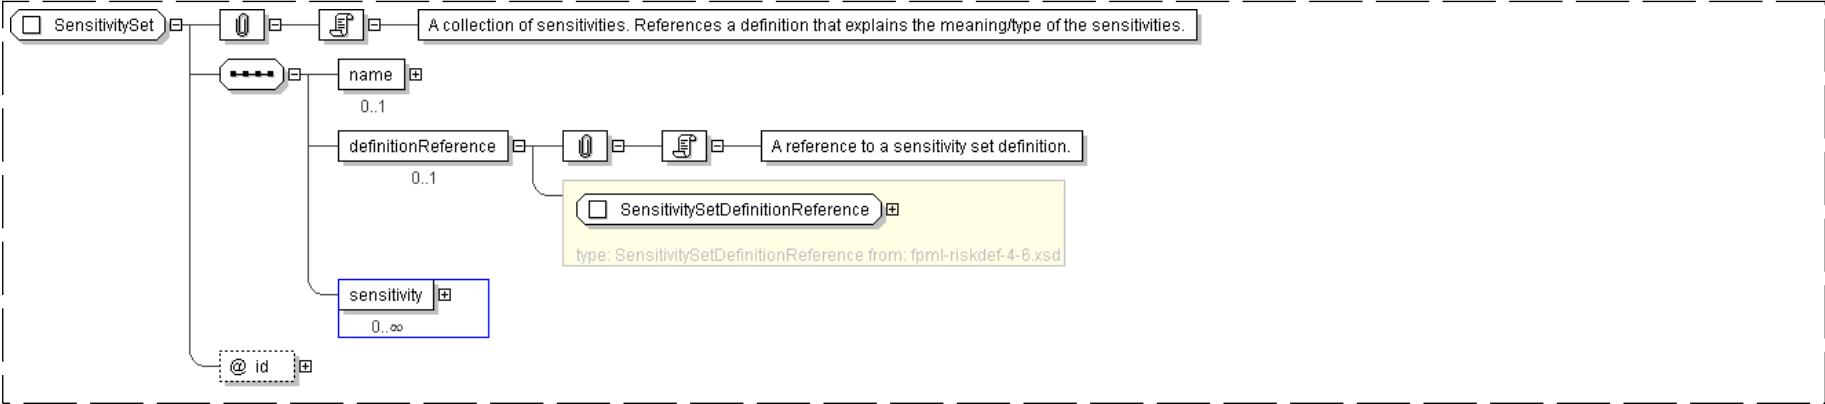 SensitivitySet
A collection of sensitivities. References a definition that explains the meaning/type of the sensitivities.
name
0..1
definitionReference
A reference to a sensitivity set definition.
0..1
SensitivitySetDefinitionReference
type: SensitivitySetDefinitionReference from: fpml-riskdef-4-6.xsd
sensitivity
0..∞
@ id